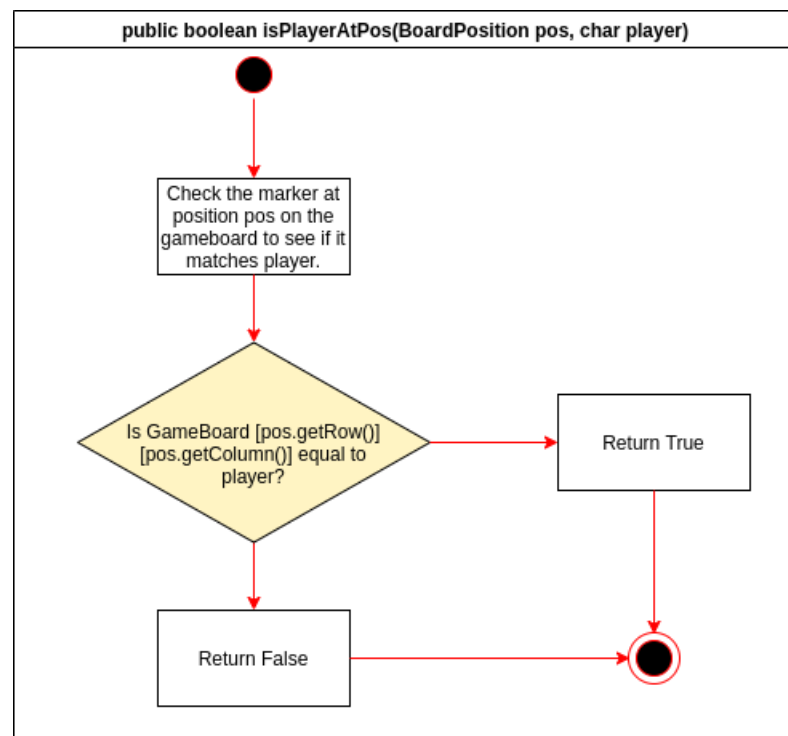 public boolean isPlayerAtPos(BoardPosition pos, char player)
Check the marker at
position pos on the
gameboard to see if it
matches player.
Is GameBoard [pos.getRow()]
[pos.getColumn()] equal to
player?
Return True
Return False